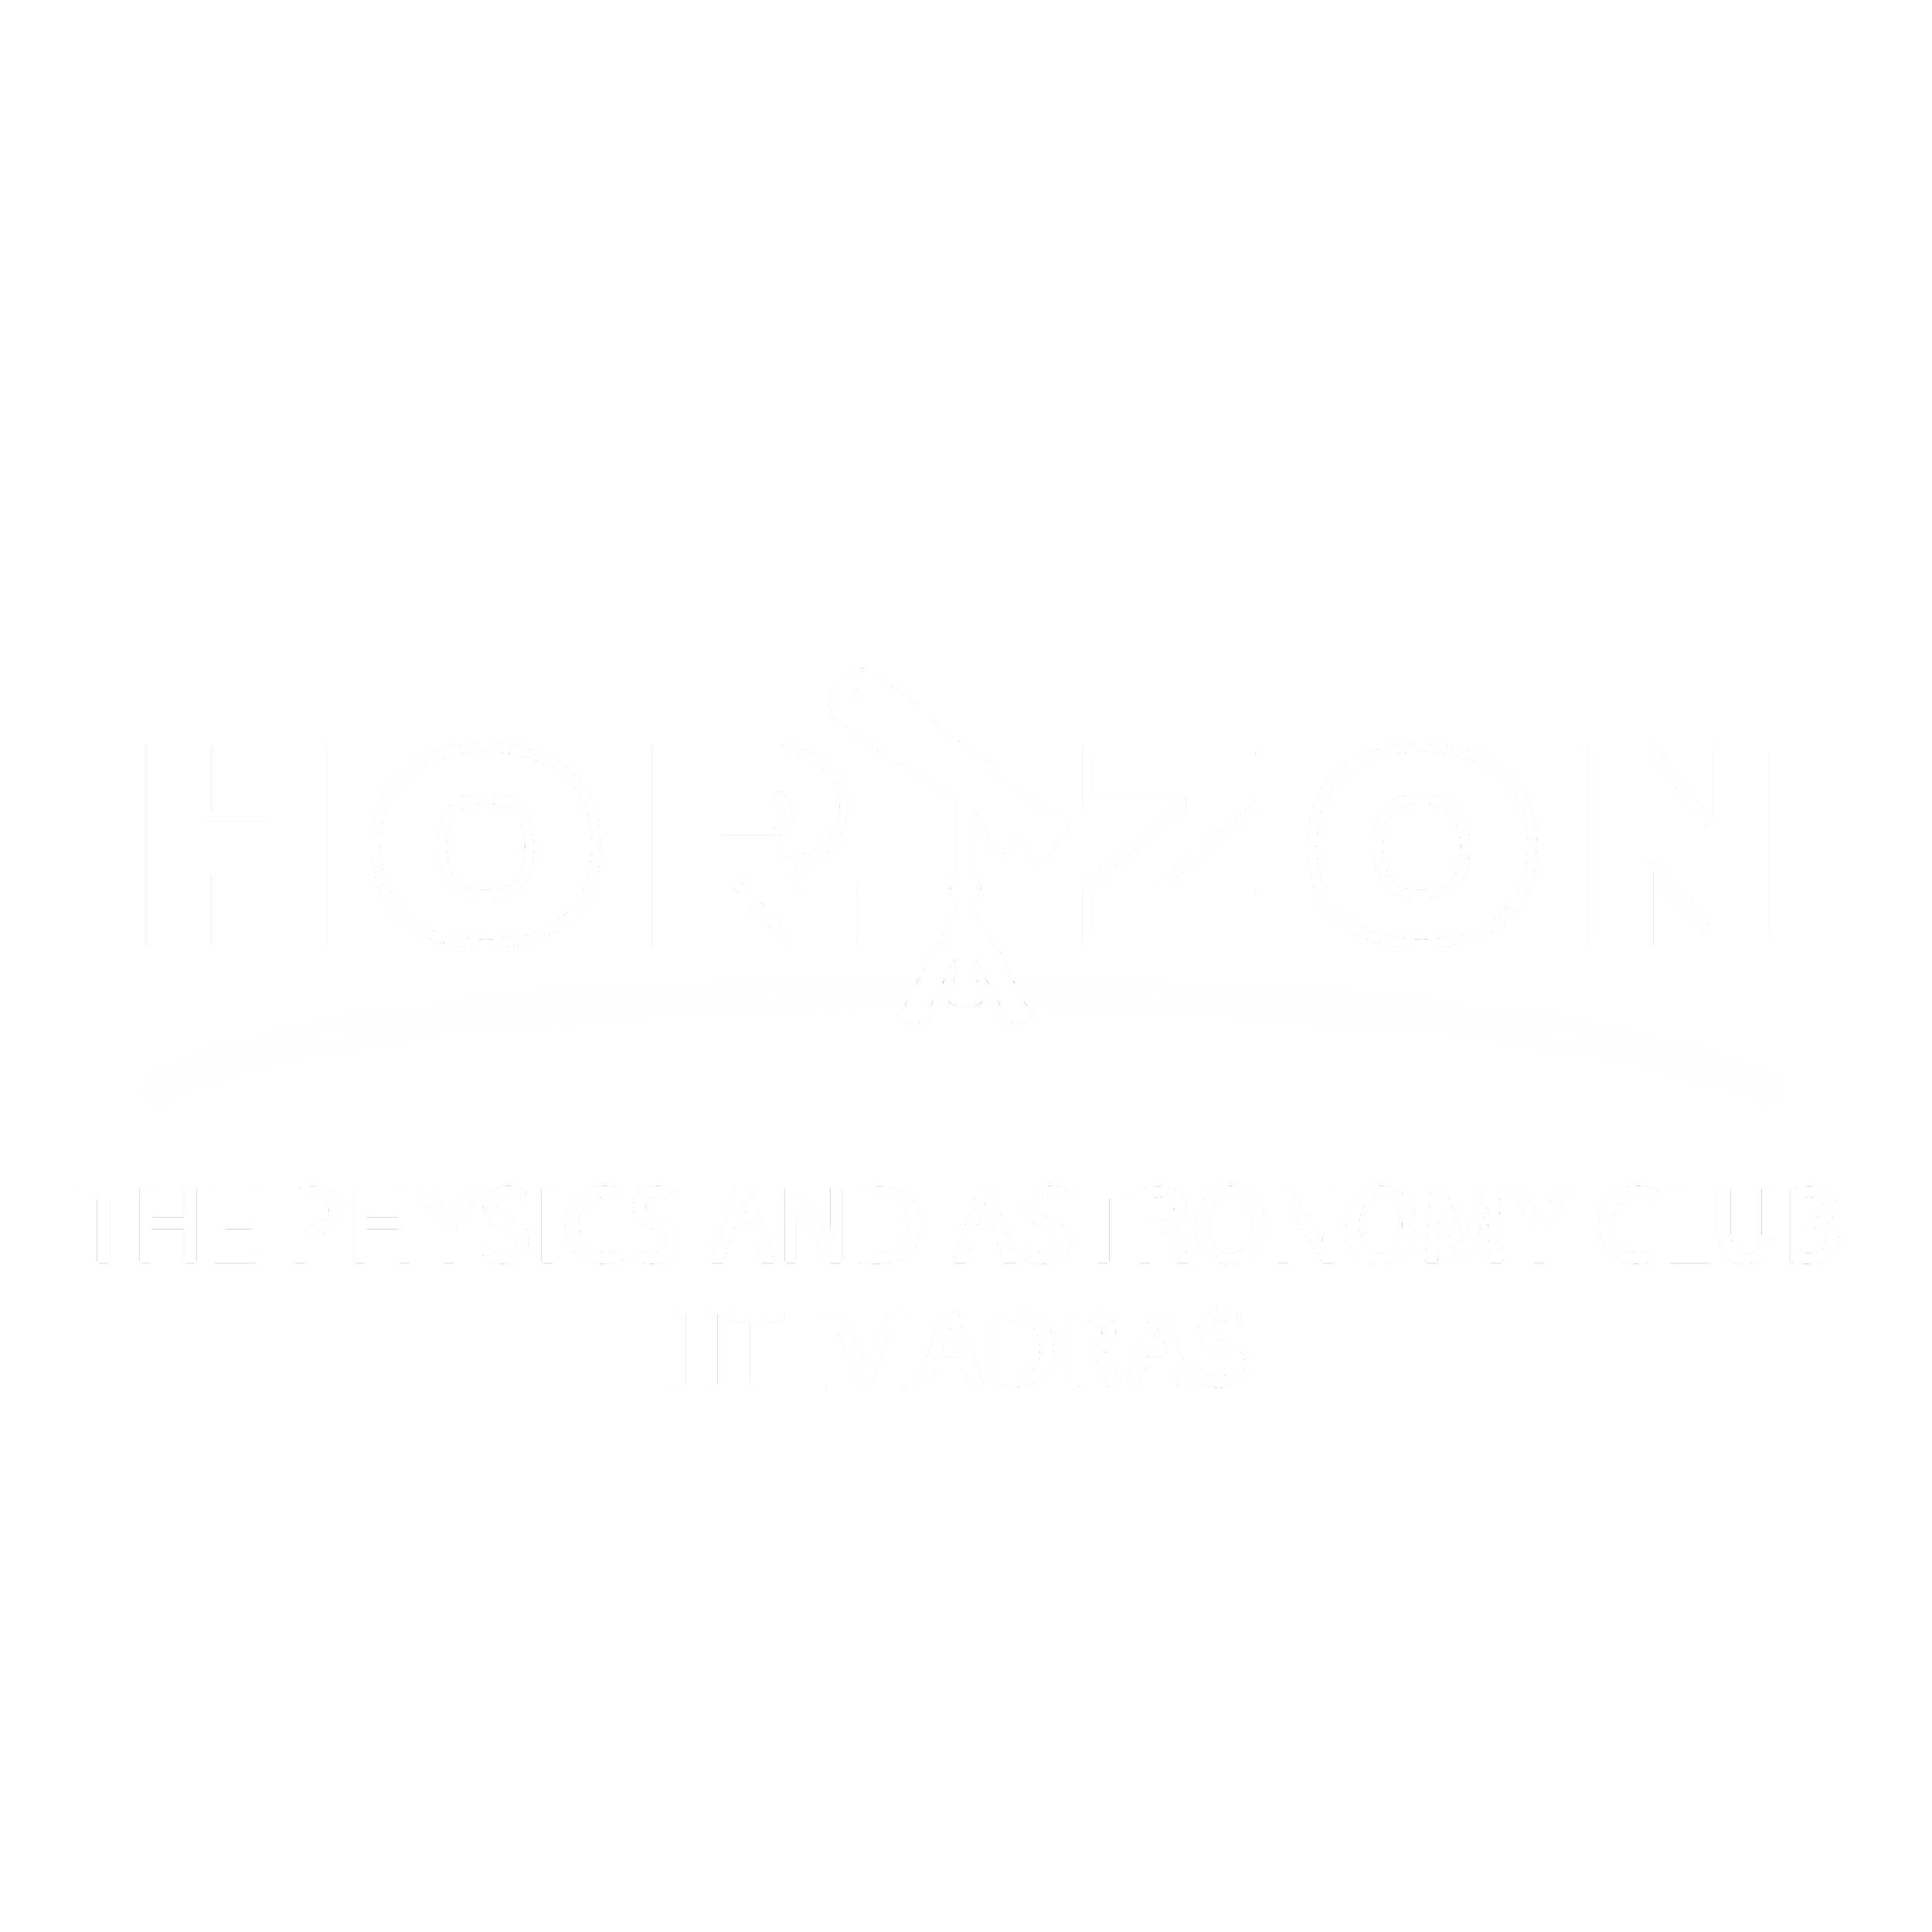 HORIZON
THE PHYSICS AND ASTRONOMY CLUB
IIT MADRAS